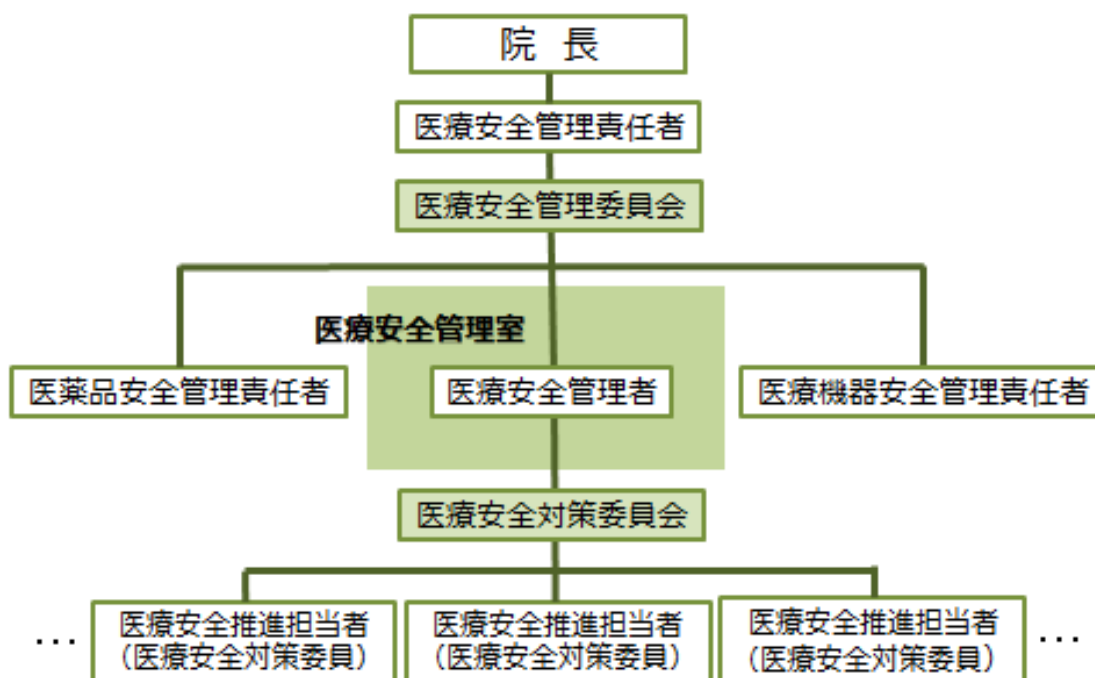 院 長
医療安全管理責任者
医療安全管理委員会
医療安全管理室
医薬品安全管理責任者
医療安全管理者
医療機器安全管理責任者
医療安全対策委員会
…
医療安全推進担当者
（医療安全対策委員）
医療安全推進担当者
（医療安全対策委員）
医療安全推進担当者
（医療安全対策委員）
…